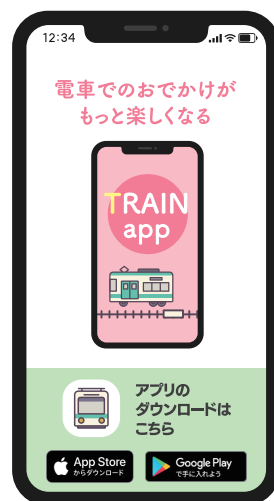 12:34
電車でのおでかけが
もっと楽しくなる
TRAIN
app
アプリの
ダウンロードは
こちら
App Store
からダウンロード
Google Play
で手に入れよう